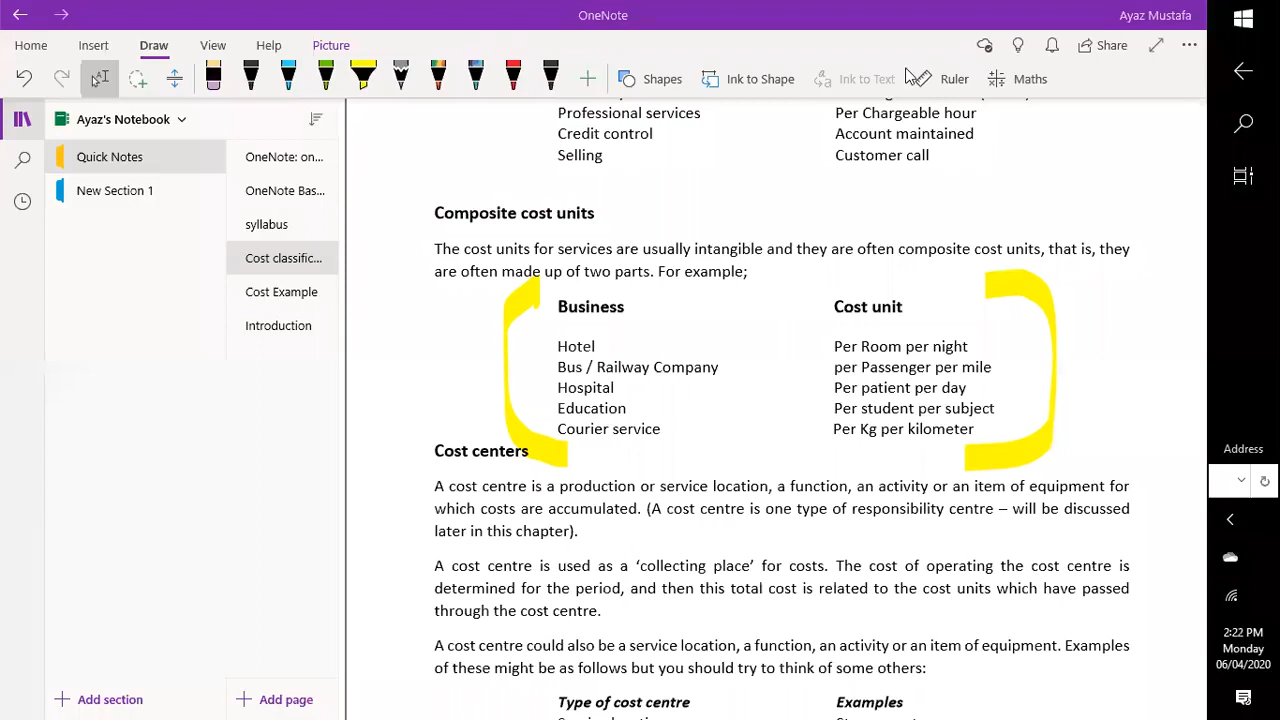 OneNote
Ayaz Mustafa
Home
Insert
Draw
View
Help
Picture
Share
Shapes
Ink to Shape
Ink to Text
Ruler
Maths
Ayaz's Notebook
Quick Notes
New Section 1
OneNote: on...
OneNote Bas...
syllabus
Cost classific...
Cost Example
Introduction
Add section
Add page
Professional services Per Chargeable hour
Credit control Account maintained
Selling Customer call
Composite cost units
The cost units for services are usually intangible and they are often composite cost units, that is, they
are often made up of two parts. For example;
Business Cost unit
Hotel Per Room per night
Bus / Railway Company per Passenger per mile
Hospital Per patient per day
Education Per student per subject
Courier service Per Kg per kilometer
Cost centers
A cost centre is a production or service location, a function, an activity or an item of equipment for
which costs are accumulated. (A cost centre is one type of responsibility centre – will be discussed
later in this chapter).
A cost centre is used as a ‘collecting place’ for costs. The cost of operating the cost centre is
determined for the period, and then this total cost is related to the cost units which have passed
through the cost centre.
A cost centre could also be a service location, a function, an activity or an item of equipment. Examples
of these might be as follows but you should try to think of some others:
Type of cost centre Examples
Address
2:22 PM
Monday
06/04/2020